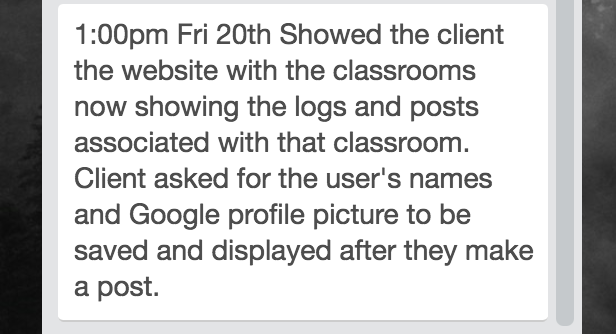 1:00pm Fri 20th Showed the client
the website with the classrooms
now showing the logs and posts
associated with that classroom.
Client asked for the user's names
and Google profile picture to be
saved and displayed after they make
a post.